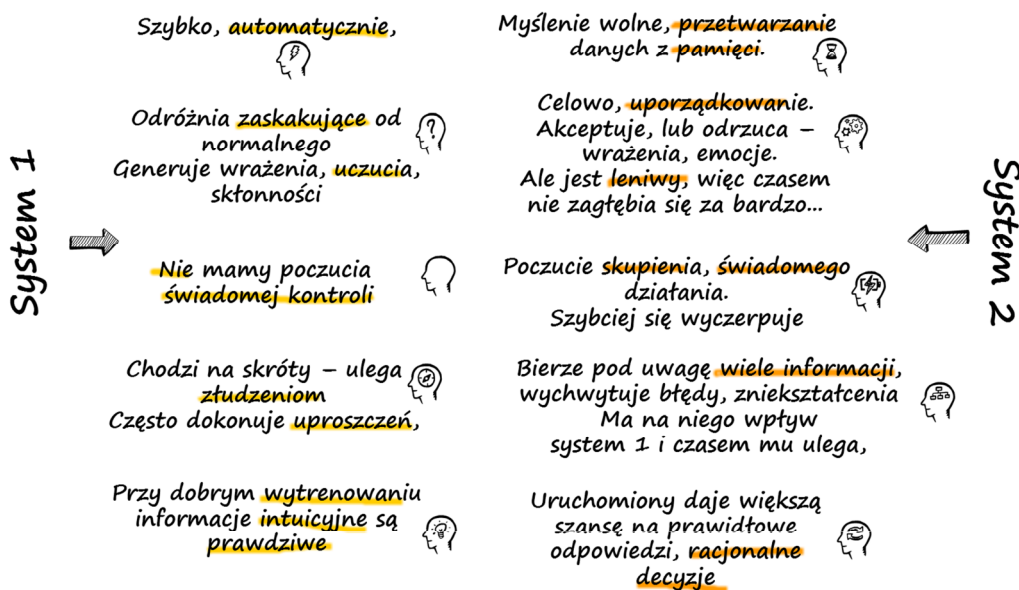 System 1
Szybko, automatycznie,
Odróżnia zaskakujące od
normalnego
Generuje wrażenia, uczucia,
skłonności
Nie mamy poczucia
świadomej kontroli
Chodzi na skróty – ulega
złudzeniom
Często dokonuje uproszczeń,
Przy dobrym wytrenowaniu
informacje intuicyjne są
prawdziwe
System 2
Myślenie wolne, przetwarzanie
danych z pamięci.
Celowo, uporządkowanie.
Akceptuje, lub odrzuca –
wrażenia, emocje.
Ale jest leniwy, więc czasem
nie zagłębia się za bardzo...
Poczucie skupienia, świadomego
działania.
Szybciej się wyczerpuje
Bierze pod uwagę wiele informacji,
wychwytuje błędy, zniekształcenia
Ma na niego wpływ
system 1 i czasem mu ulega,
Uruchomiony daje większą
szansę na prawidłowe
odpowiedzi, racjonalne
decyzje